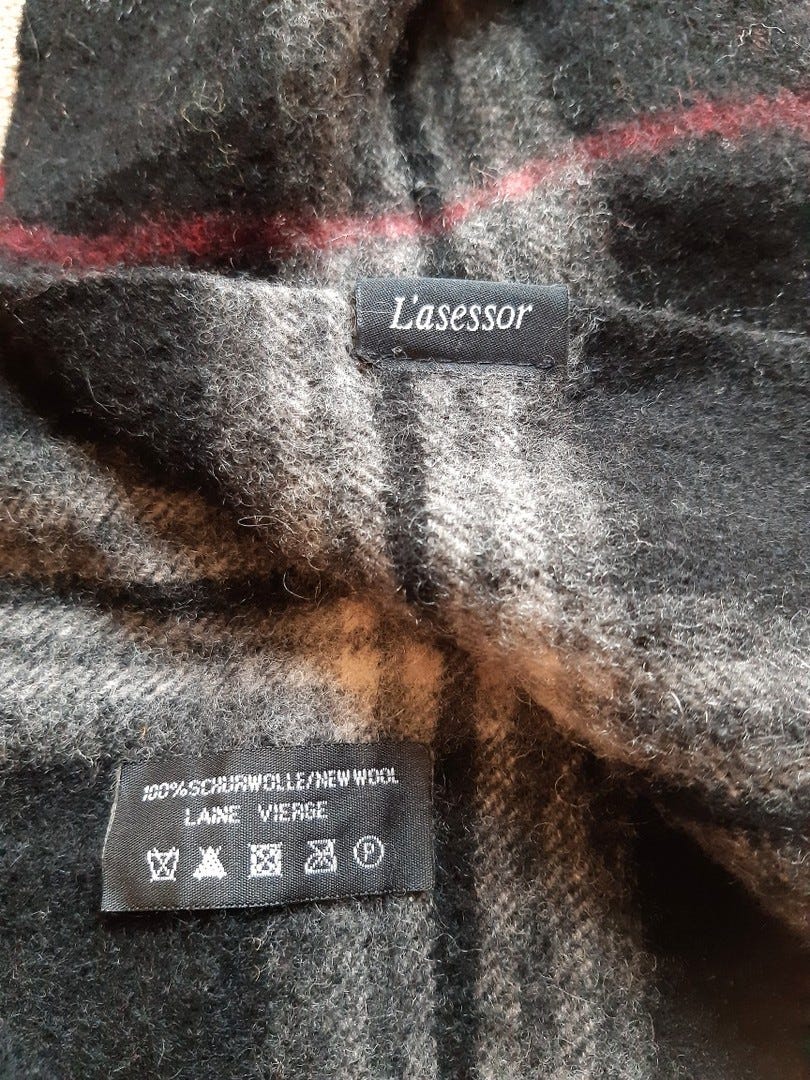 L'asessor
100%SCHURWOLLE/NEW WOOL
LAINE VIERGE
P